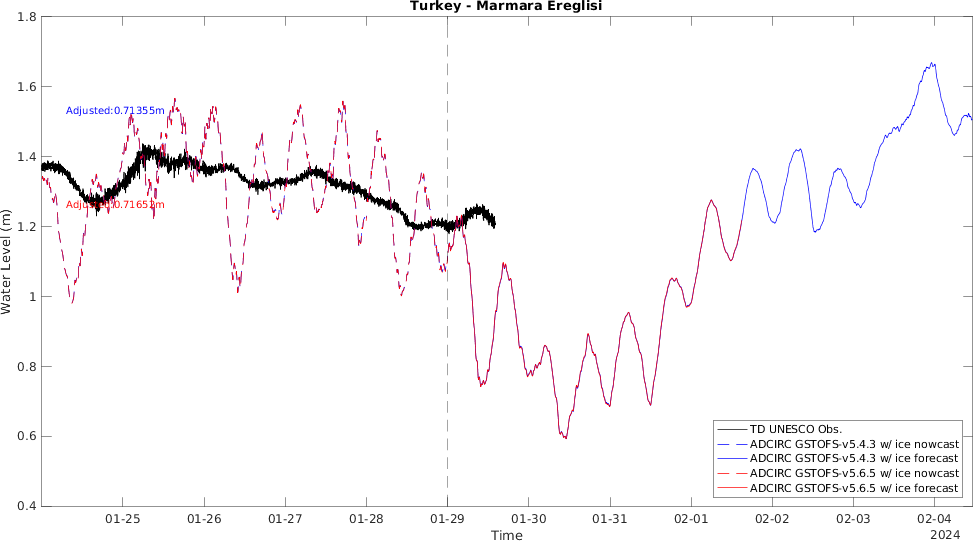 Turkey - Marmara Ereglisi
1.8
1.6
1.4
1.2
1
0.8
0.6
0.4
Water Level (m)
Adjusted:0.71355m
Adjusted:0.71652m
TD UNESCO Obs.
ADCIRC GSTOFS-v5.4.3 w/ ice nowcast
ADCIRC GSTOFS-v5.4.3 w/ ice forecast
ADCIRC GSTOFS-v5.6.5 w/ ice nowcast
ADCIRC GSTOFS-v5.6.5 w/ ice forecast
01-25 01-26 01-27 01-28 01-29 01-30 01-31 02-01 02-02 02-03 02-04
Time
2024